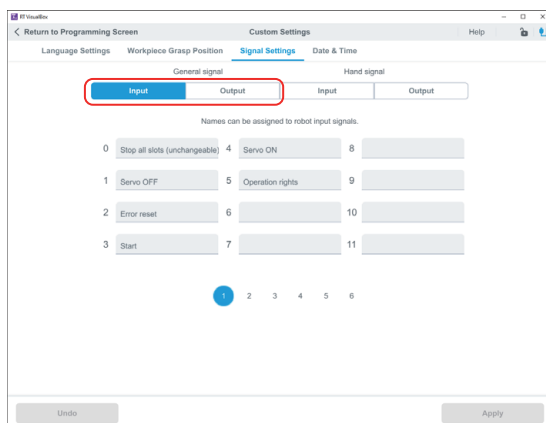 RT VisualBox
Return to Programming Screen
Custom Settings
Help
Language Settings
Workpiece Grasp Position
Signal Settings
Date & Time
General signal
Hand signal
Input
Output
Input
Output
Names can be assigned to robot input signals.
0 Stop all slots (unchangeable) 4 Servo ON 8
1 Servo OFF 5 Operation rights 9
2 Error reset 6 10
3 Start 7 11
1 2 3 4 5 6
Undo
Apply